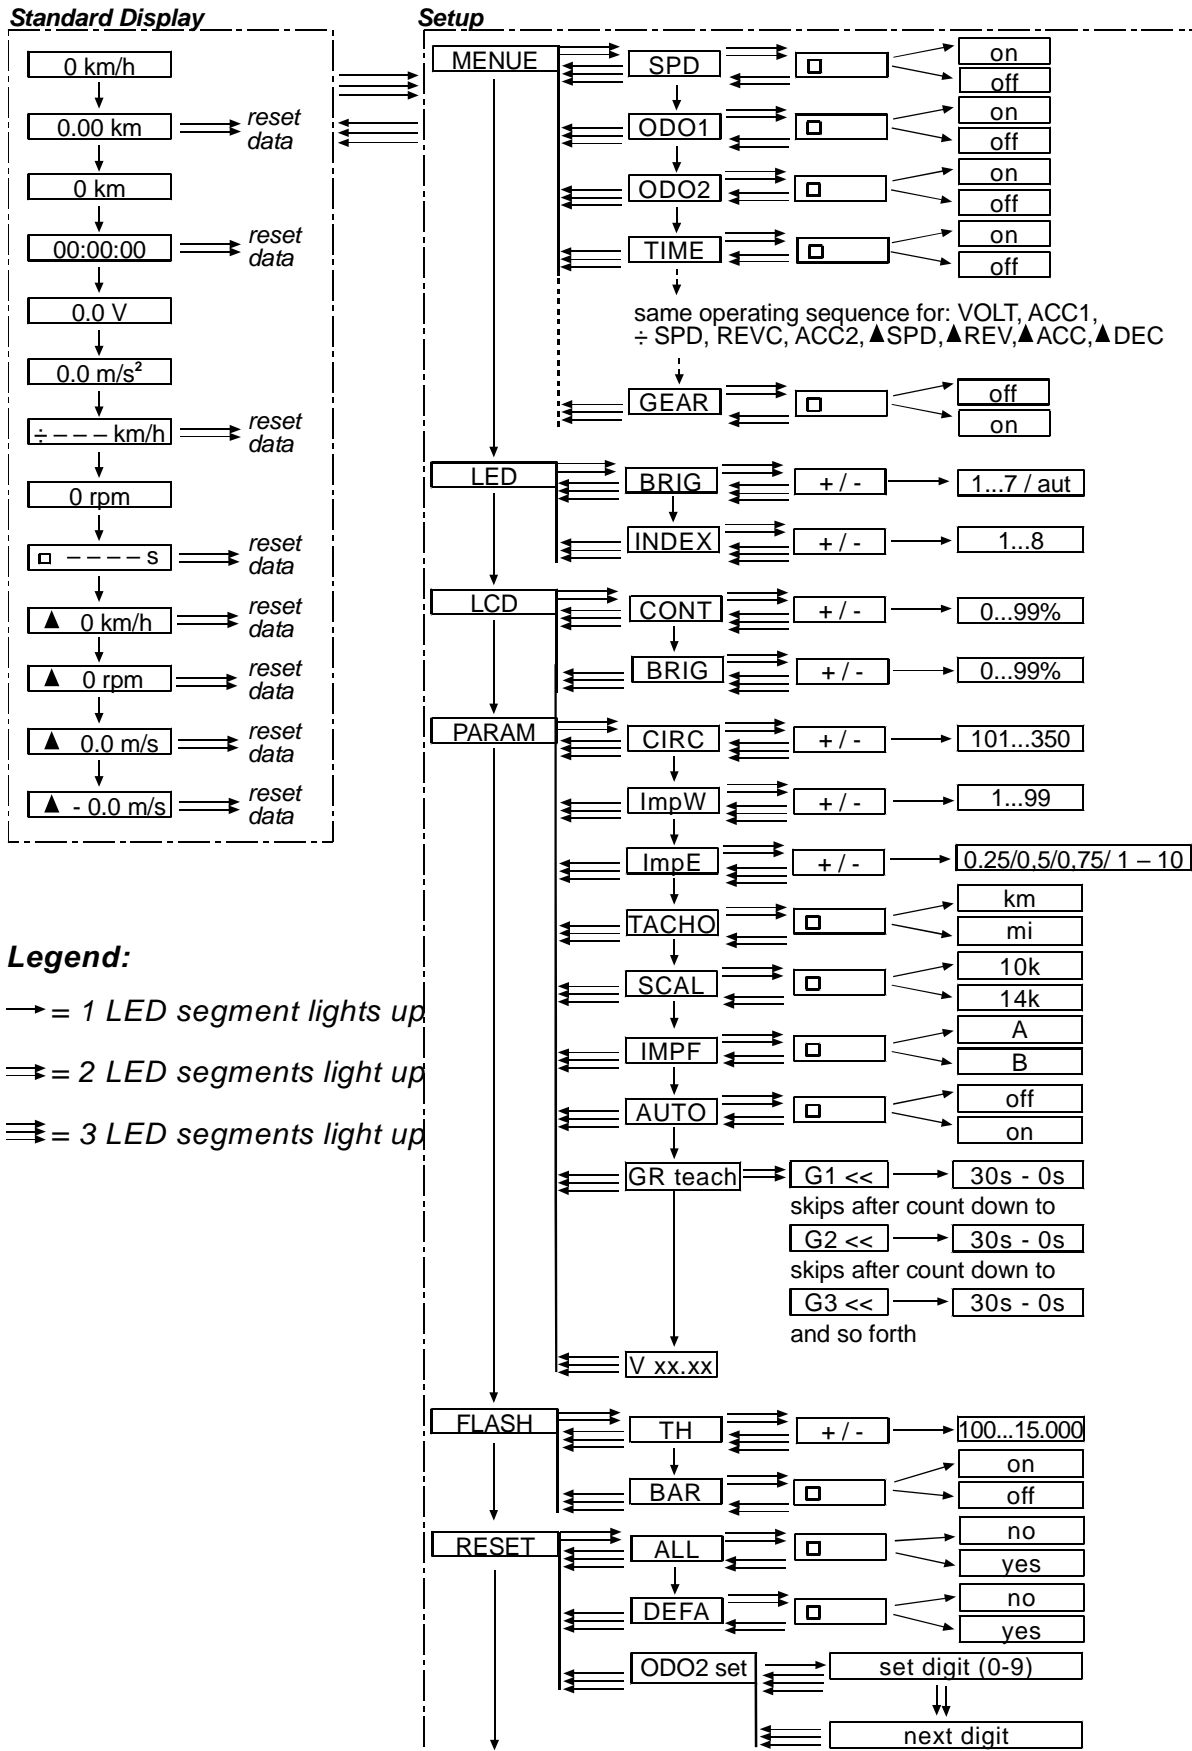 Standard Display
0 km/h
0.00 km
reset
data
0 km
00:00:00
reset
data
0.0 V
0.0 m/s²
÷ – – – km/h
reset
data
0 rpm
– – – – s
reset
data
▲ 0 km/h
reset
data
▲ 0 rpm
reset
data
▲ 0.0 m/s
reset
data
▲ - 0.0 m/s
reset
data
Legend:
= 1 LED segment lights up
= 2 LED segments light up
= 3 LED segments light up
Setup
MENUE
SPD
on
off
ODO1
on
off
ODO2
on
off
TIME
on
off
same operating sequence for: VOLT, ACC1,
÷ SPD, REVC, ACC2, ▲SPD,▲REV,▲ACC,▲DEC
GEAR
off
on
LED
BRIG
+ / -
1...7 / aut
INDEX
+ / -
1...8
LCD
CONT
+ / -
0...99%
BRIG
+ / -
0...99%
PARAM
CIRC
+ / -
101...350
ImpW
+ / -
1...99
ImpE
+ / -
0.25/0,5/0,75/ 1 – 10
TACHO
km
mi
SCAL
10k
14k
IMPF
A
B
AUTO
off
on
GR teach
G1 <<
30s - 0s
skips after count down to
G2 <<
30s - 0s
skips after count down to
G3 <<
30s - 0s
and so forth
V xx.xx
FLASH
TH
+ / -
100...15.000
BAR
on
off
RESET
ALL
no
yes
DEFA
no
yes
ODO2 set
set digit (0-9)
next digit